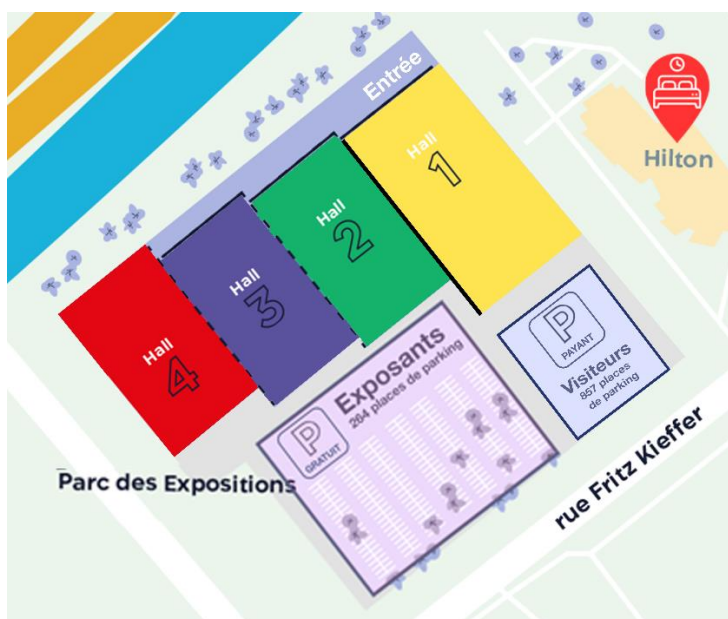 Entrée
Hall
1
Hall
2
Hall
3
Hall
4
Hilton
P
GRATUIT
Exposants
264 places de parking
P
PAYANT
Visiteurs
857 places
de parking
Parc des Expositions
rue Fritz Kieffer